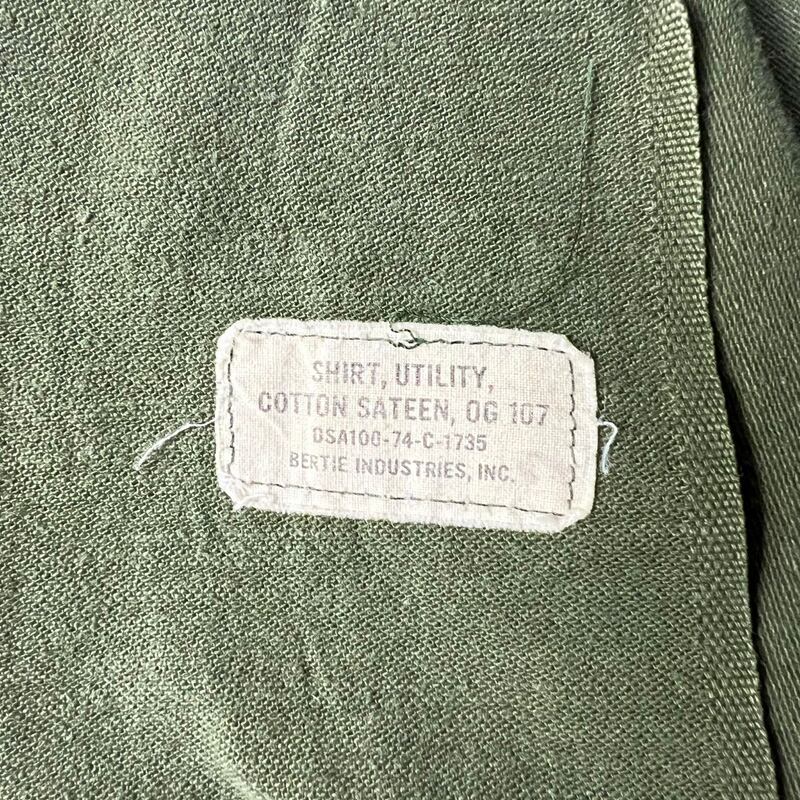 SHIRT, UTILITY,
COTTON SATEEN, OG 107
DSA100-74-C-1735
BERTIE INDUSTRIES, INC.